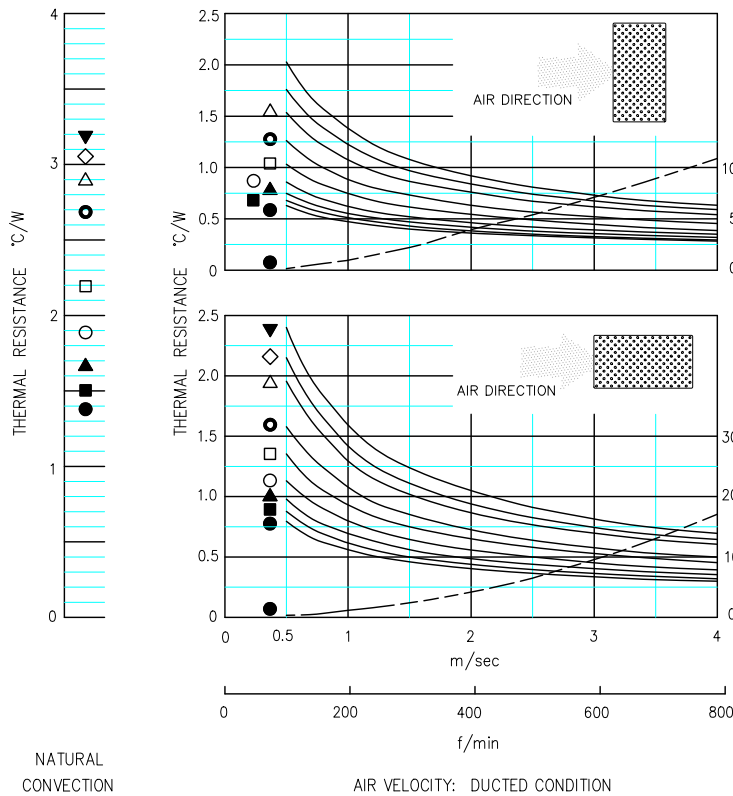 4
3
2
1
0
THERMAL RESISTANCE °C/W
NATURAL
CONVECTION
2.5
2.0
1.5
1.0
0.5
0
THERMAL RESISTANCE °C/W
AIR DIRECTION
10
5
0
2.5
2.0
1.5
1.0
0.5
0
AIR DIRECTION
30
20
10
0
0 0.5 1 2 3 4
m/sec
0 200 400 600 800
f/min
AIR VELOCITY: DUCTED CONDITION